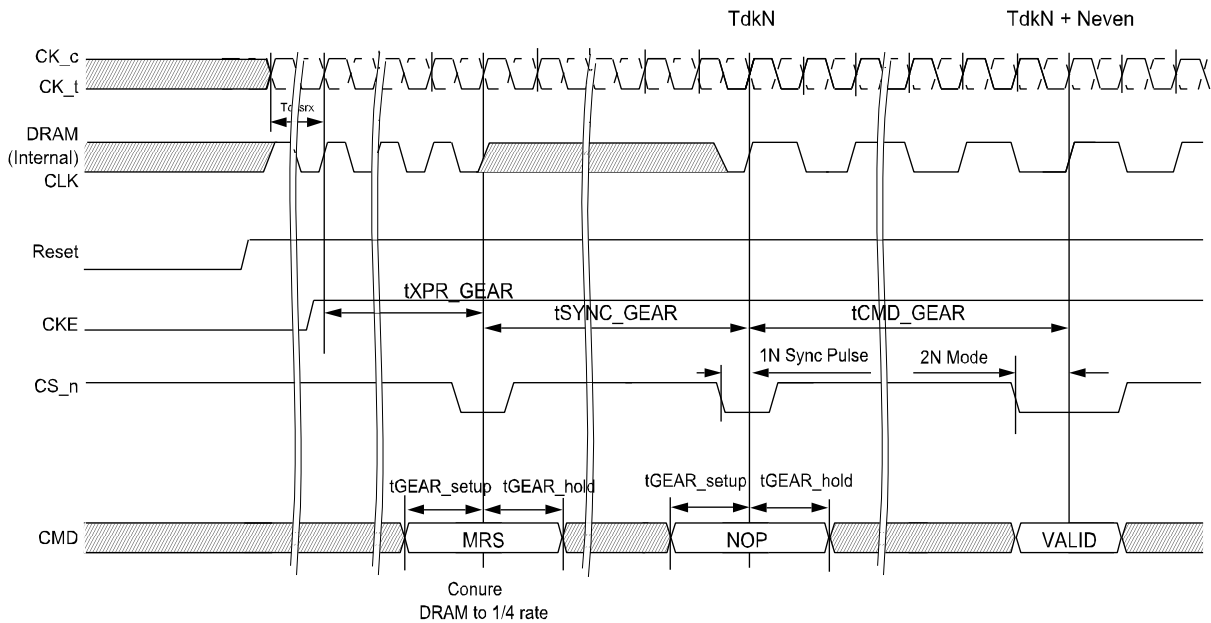 TdkN
TdkN + Neven
CK_c
CK_t
DRAM
(Internal)
CLK
Reset
tXPR_GEAR
CKE
tSYNC_GEAR
tCMD_GEAR
1N Sync Pulse
2N Mode
CS_n
tGEAR_setup
tGEAR_hold
tGEAR_setup
tGEAR_hold
CMD
MRS
NOP
VALID
Conure
DRAM to 1/4 rate